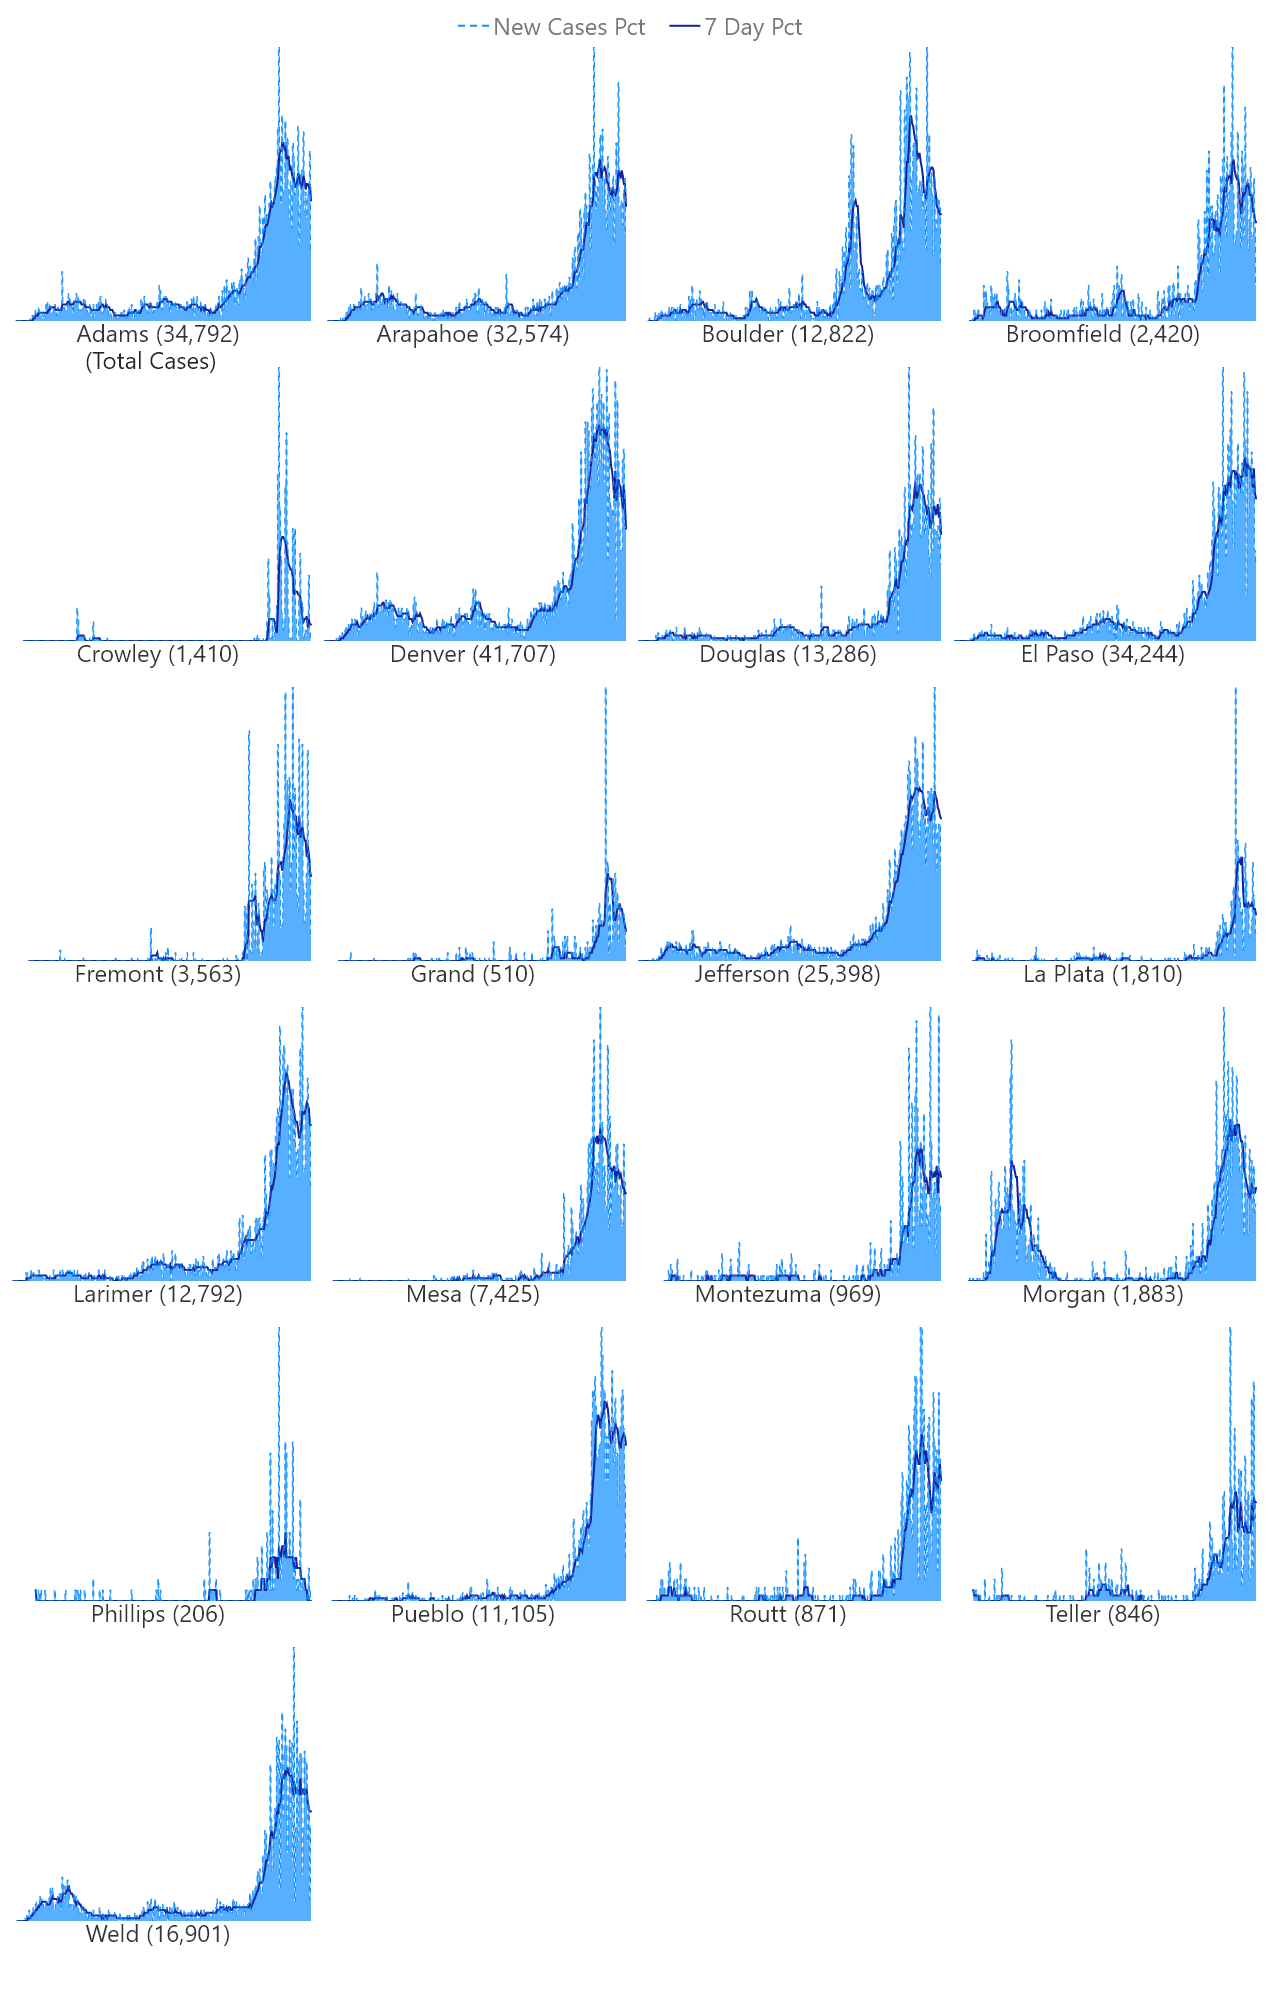 New Cases Pct 7 Day Pct
Adams (34,792) Arapahoe (32,574) Boulder (12,822) Broomfield (2,420)
(Total Cases)
Crowley (1,410) Denver (41,707) Douglas (13,286) El Paso (34,244)
Fremont (3,563) Grand (510) Jefferson (25,398) La Plata (1,810)
Larimer (12,792) Mesa (7,425) Montezuma (969) Morgan (1,883)
Phillips (206) Pueblo (11,105) Routt (871) Teller (846)
Weld (16,901)